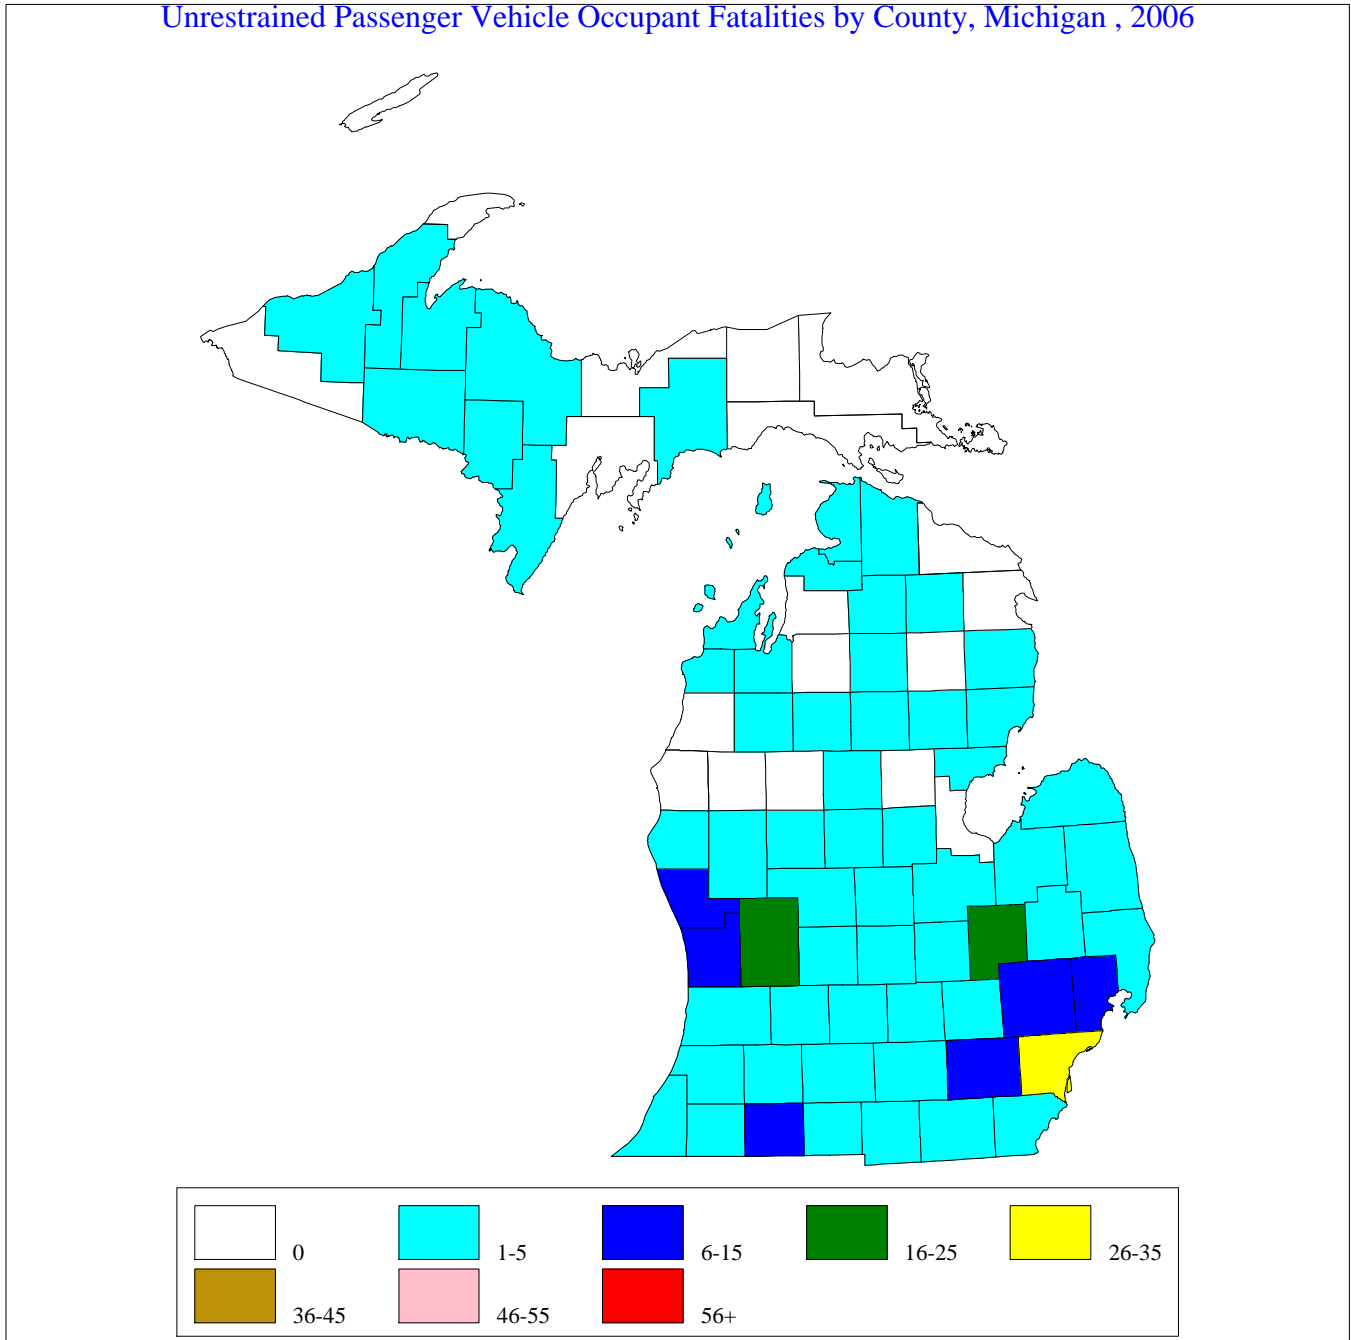 Unrestrained Passenger Vehicle Occupant Fatalities by County, Michigan , 2006
0 1-5 6-15 16-25 26-35
36-45 46-55 56+